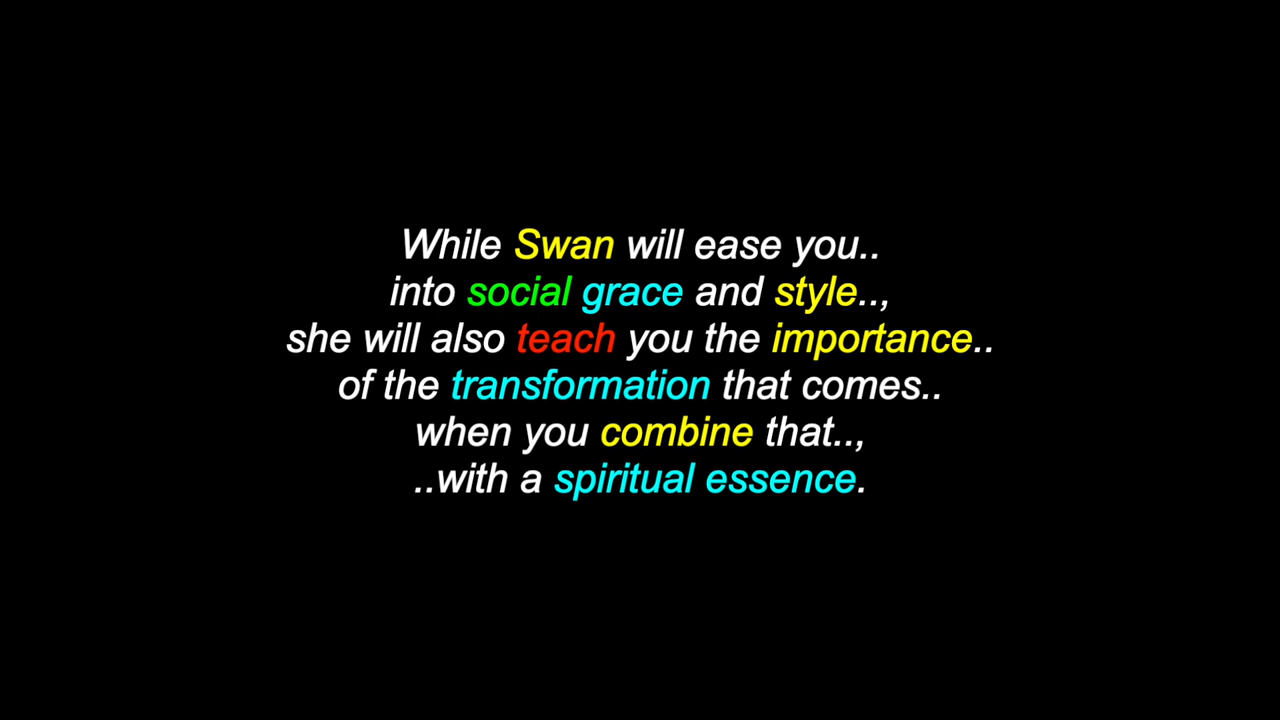 While Swan will ease you..
into social grace and style..,
she will also teach you the importance..
of the transformation that comes..
when you combine that..,
..with a spiritual essence.